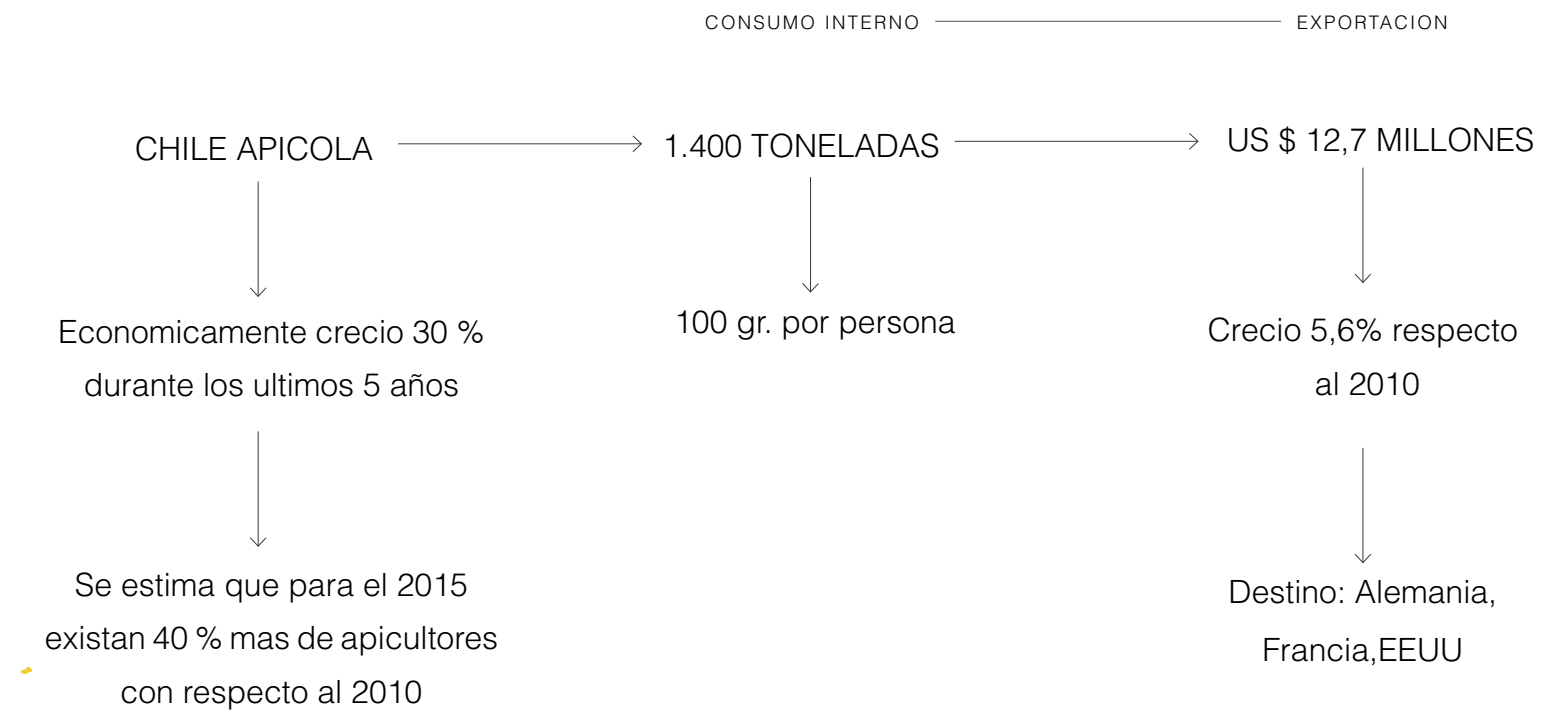 CONSUMO INTERNO
EXPORTACION
CHILE APICOLA
1.400 TONELADAS
US $ 12,7 MILLONES
Economicamente crecio 30 %
durante los ultimos 5 años
100 gr. por persona
Crecio 5,6% respecto
al 2010
Se estima que para el 2015
existan 40 % mas de apicultores
con respecto al 2010
Destino: Alemania,
Francia,EEUU